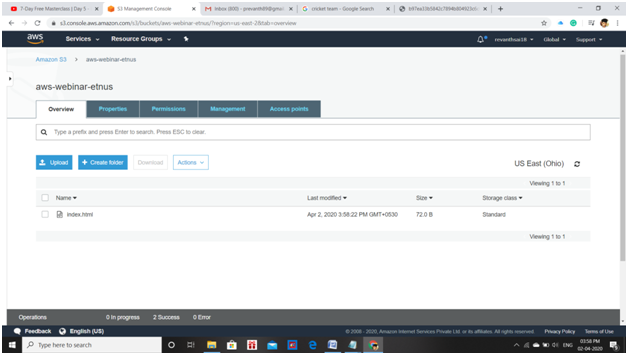 7-Day Free Masterclass | Day 1 -
S3 Management Console
Inbox (800) - prevanth89@gmai
cricket team - Google Search
s3.console.aws.amazon.com/s3/buckets/aws-webinar-etnus/?region=us-east-2&tab=overview
aws
Services
Resource Groups
revanthsai18
Global
Support
Amazon S3 > aws-webinar-etnus
aws-webinar-etnus
Overview
Properties
Permissions
Management
Access points
Type a prefix and press Enter to search. Press ESC to clear.
Upload
+ Create folder
Download
Actions
US East (Ohio)
Viewing 1 to 1
Name
Last modified
Size
Storage class
index.html
Apr 2, 2020 3:58:22 PM GMT+0530
72.0 B
Standard
Viewing 1 to 1
Operations
0 In progress
2 Success
0 Error
Feedback
English (US)
© 2008 - 2020, Amazon Internet Services Private Ltd. or its affiliates. All rights reserved.
Privacy Policy
Terms of Use
Type here to search
ENG
03:58 PM
02-04-2020